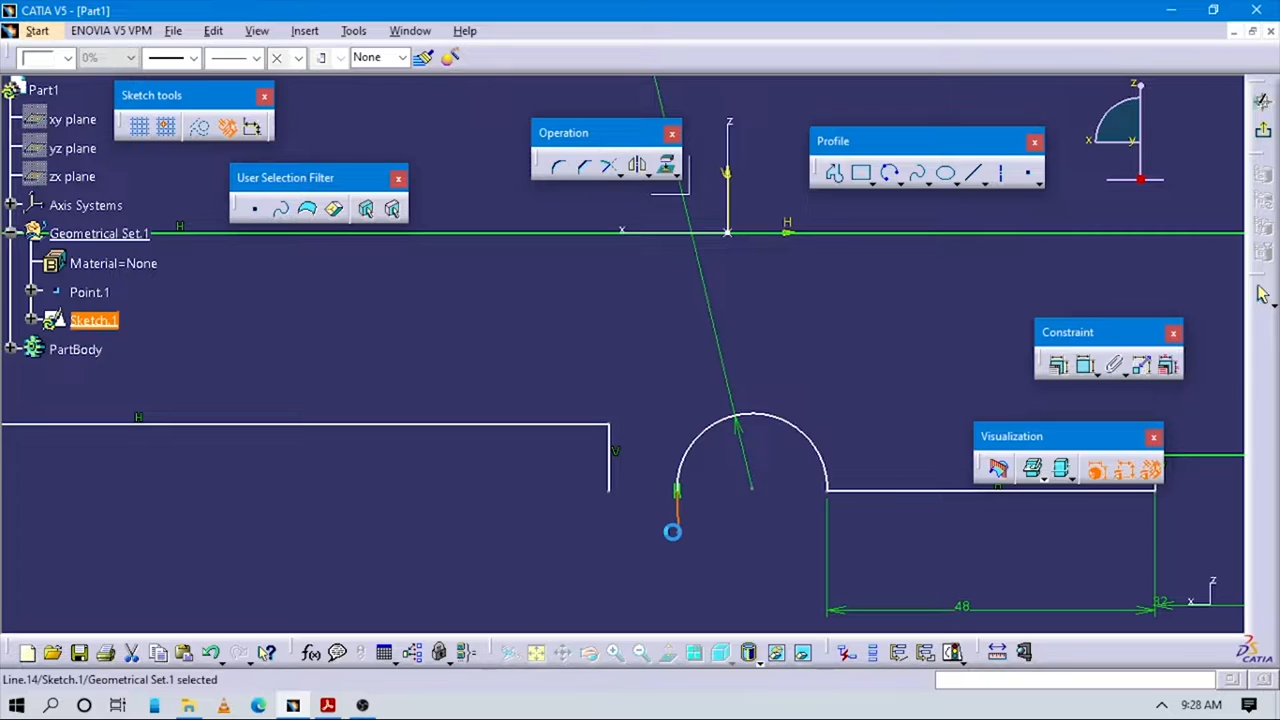 CATIA V5 - [Part1]
Start ENOVIA V5 VPM File Edit View Insert Tools Window Help
0% None
Part1
Sketch tools
Operation
Profile
z
x y
xy plane
yz plane
User Selection Filter
zx plane
Axis Systems
Geometrical Set.1
H
x
z
H
Material=None
Point.1
Sketch.1
PartBody
Constraint
H
V
Visualization
H
48
32
z
x
CATIA
Line.14/Sketch.1/Geometrical Set.1 selected
9:28 AM